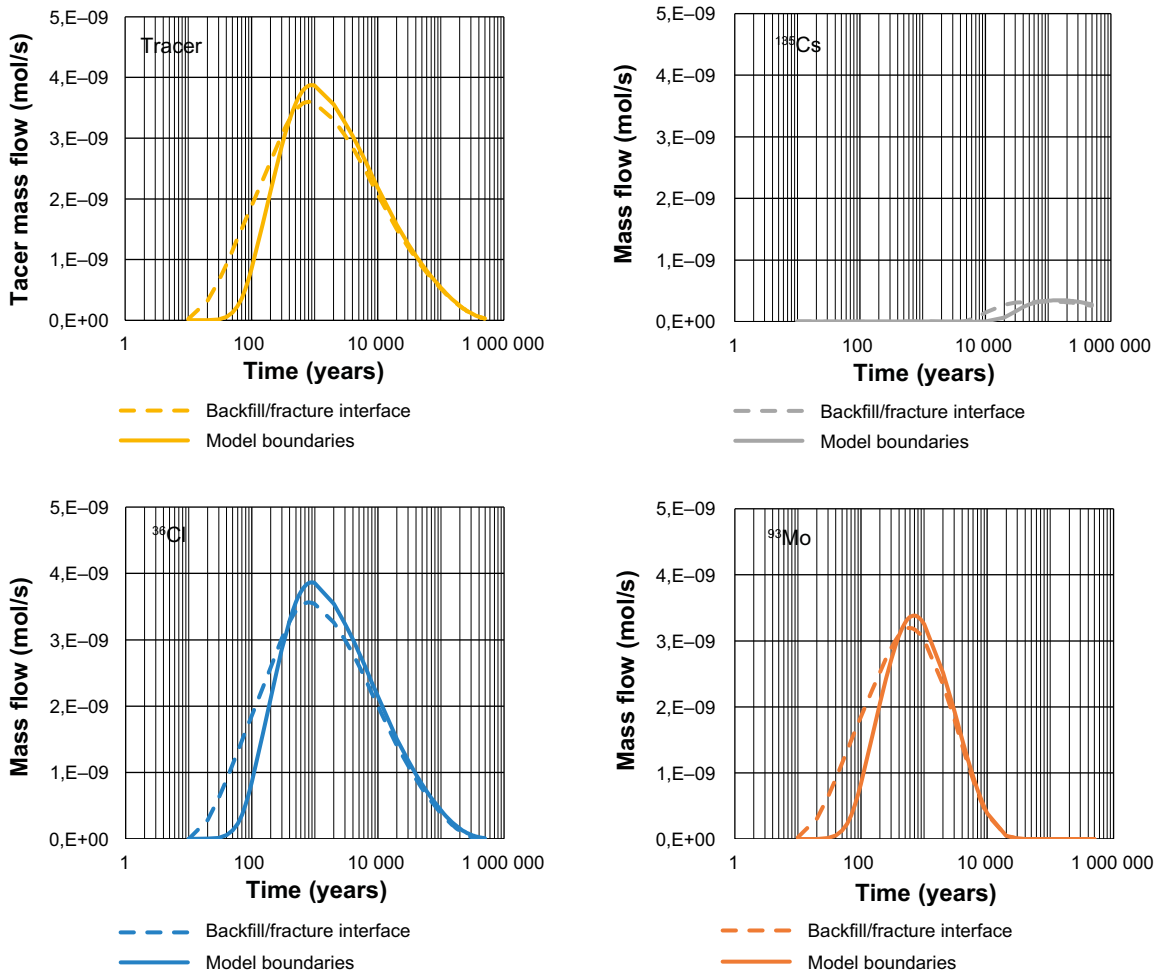 Tracer
Tacer mass flow (mol/s)
5,E–09
4,E–09
3,E–09
2,E–09
1,E–09
0,E+00
1
100
10 000
1 000 000
Time (years)
Backfill/fracture interface
Model boundaries
¹³⁵Cs
Mass flow (mol/s)
5,E–09
4,E–09
3,E–09
2,E–09
1,E–09
0,E+00
1
100
10 000
1 000 000
Time (years)
Backfill/fracture interface
Model boundaries
³⁶Cl
Mass flow (mol/s)
5,E–09
4,E–09
3,E–09
2,E–09
1,E–09
0,E+00
1
100
10 000
1 000 000
Time (years)
Backfill/fracture interface
Model boundaries
⁹³Mo
Mass flow (mol/s)
5,E–09
4,E–09
3,E–09
2,E–09
1,E–09
0,E+00
1
100
10 000
1 000 000
Time (years)
Backfill/fracture interface
Model boundaries